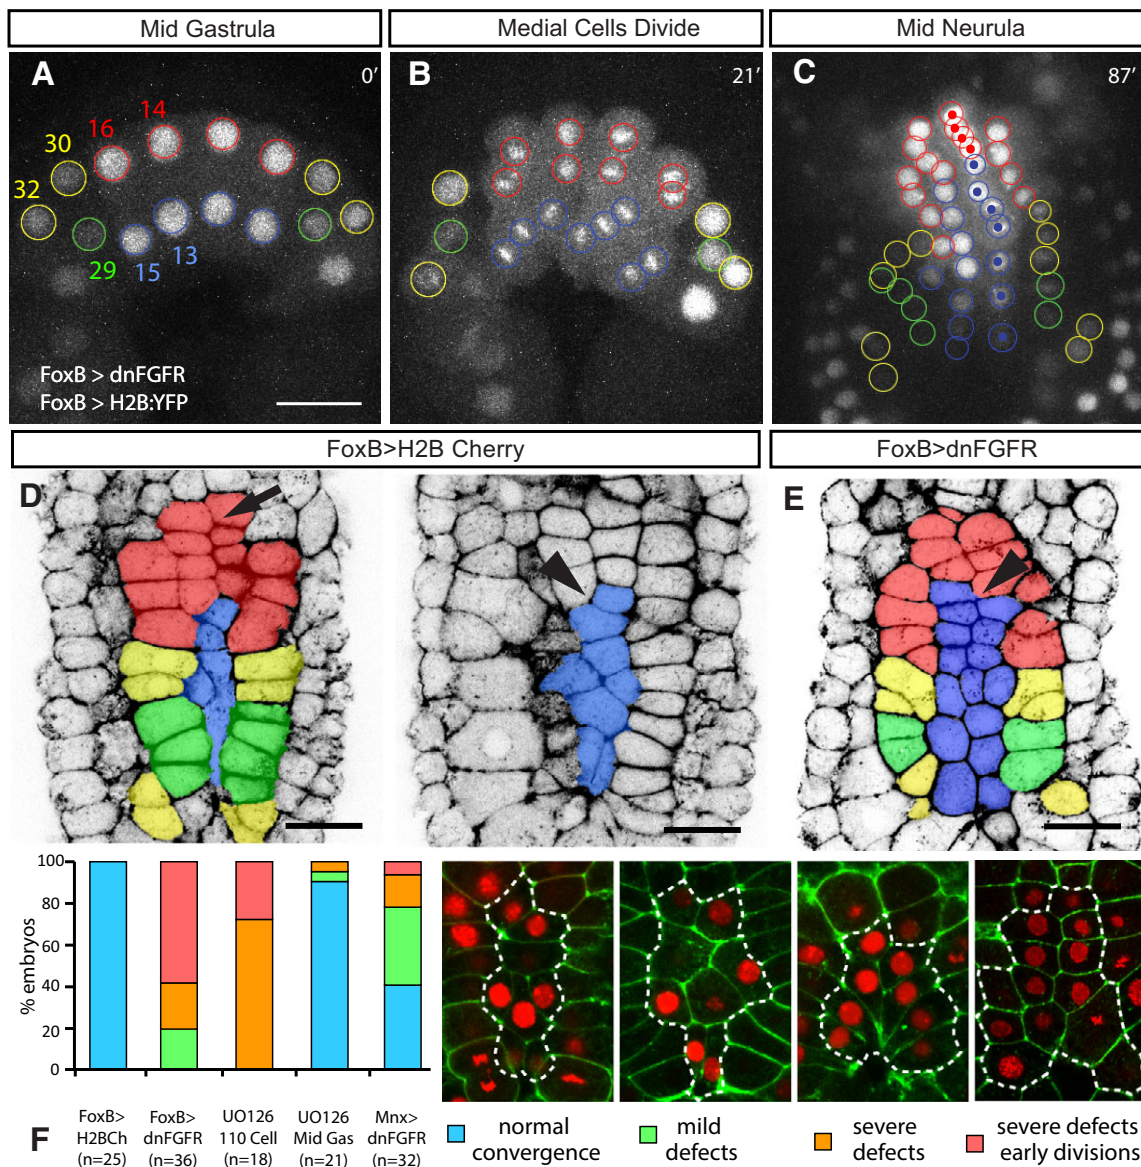 Mid Gastrula
Medial Cells Divide
Mid Neurula
A
0'
B
21'
C
87'
14
16
30
32
29
15
13
FoxB > dnFGFR
FoxB > H2B:YFP
FoxB>H2B Cherry
FoxB>dnFGFR
D
E
% embryos
100
80
60
40
20
0
F
FoxB>
H2BCh
(n=25)
FoxB>
dnFGFR
(n=36)
UO126
110 Cell
(n=18)
UO126
Mid Gas
(n=21)
Mnx>
dnFGFR
(n=32)
normal
convergence
mild
defects
severe
defects
severe defects
early divisions